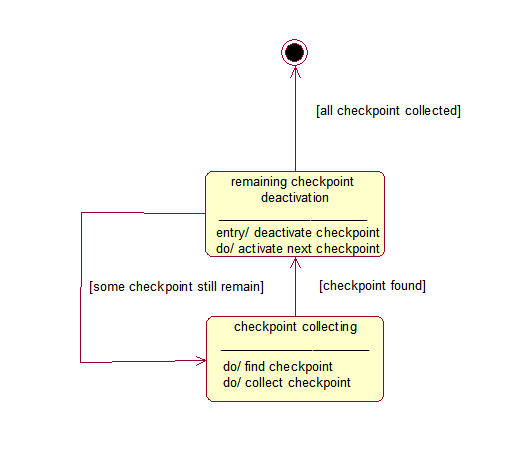 [all checkpoint collected]
remaining checkpoint
deactivation
entry/ deactivate checkpoint
do/ activate next checkpoint
[some checkpoint still remain]
[checkpoint found]
checkpoint collecting
do/ find checkpoint
do/ collect checkpoint